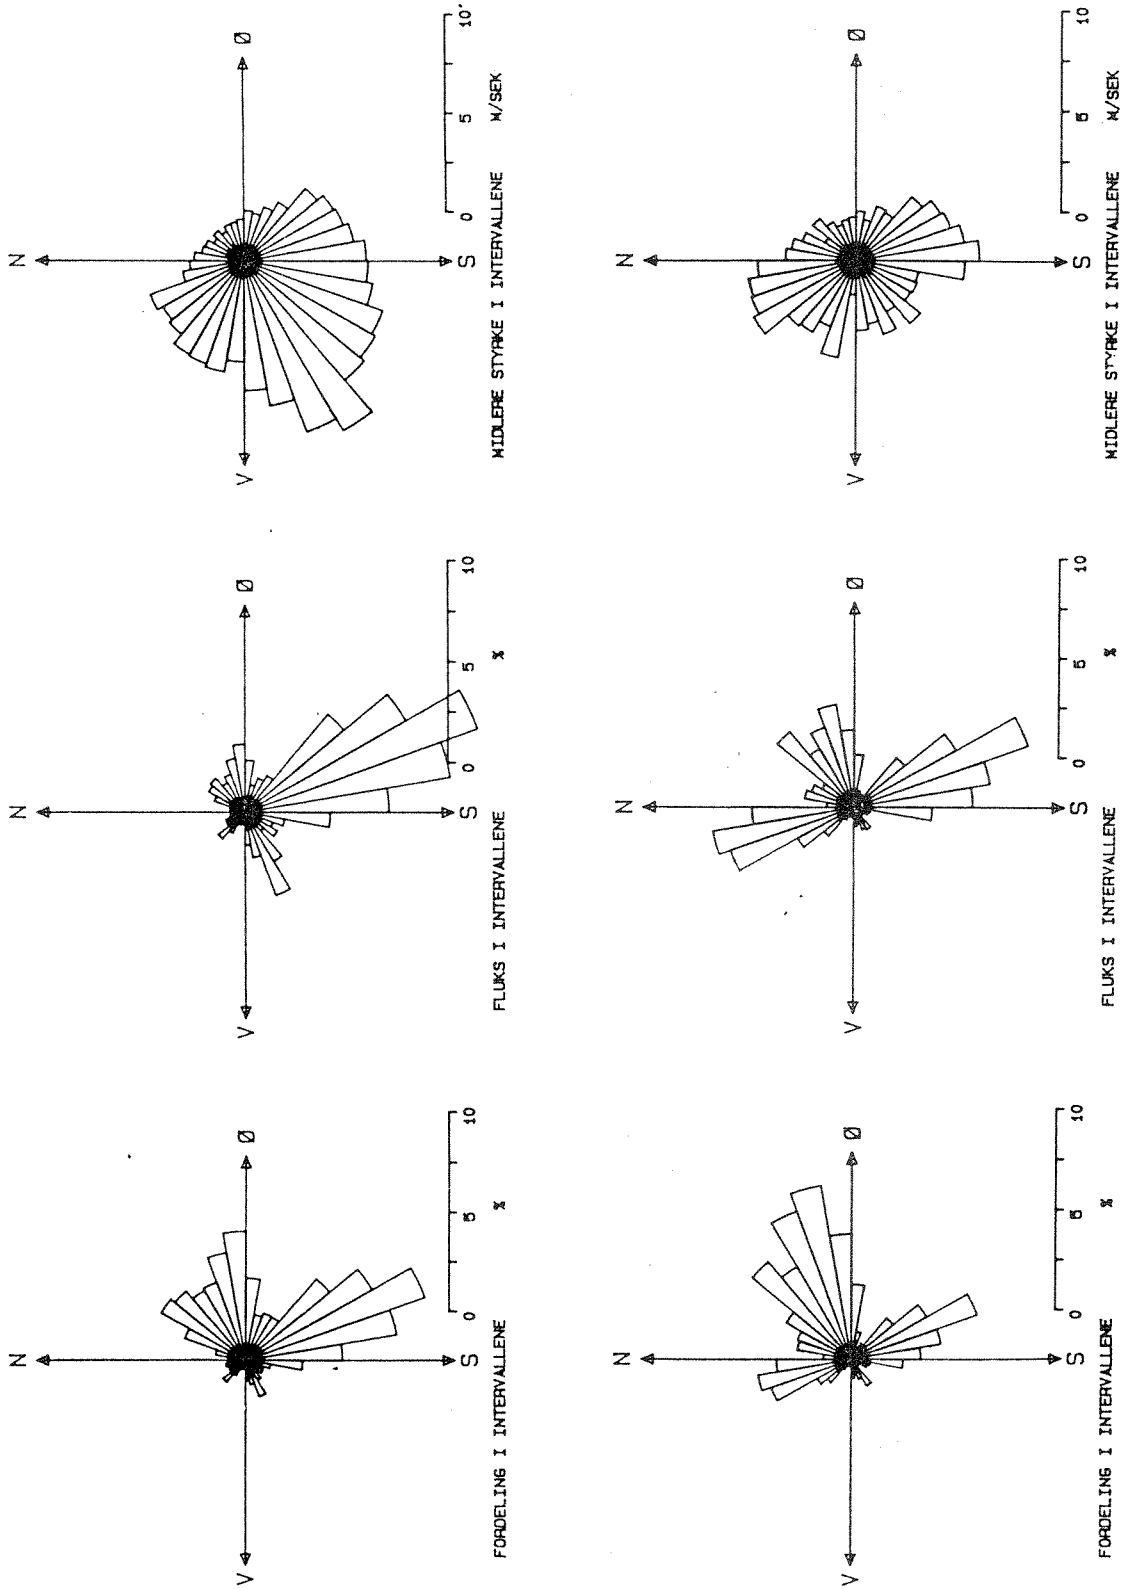 N N N
V Ø V Ø V Ø
S 0 5 10 S 0 5 10 S 0 5 10
FORDELING I INTERVALLENE % FLUKS I INTERVALLENE % MIDLERE STYRKE I INTERVALLENE M/SEK
N N N
V Ø V Ø V Ø
S 0 5 10 S 0 5 10 S 0 5 10
FORDELING I INTERVALLENE % FLUKS I INTERVALLENE % MIDLERE STYRKE I INTERVALLENE M/SEK